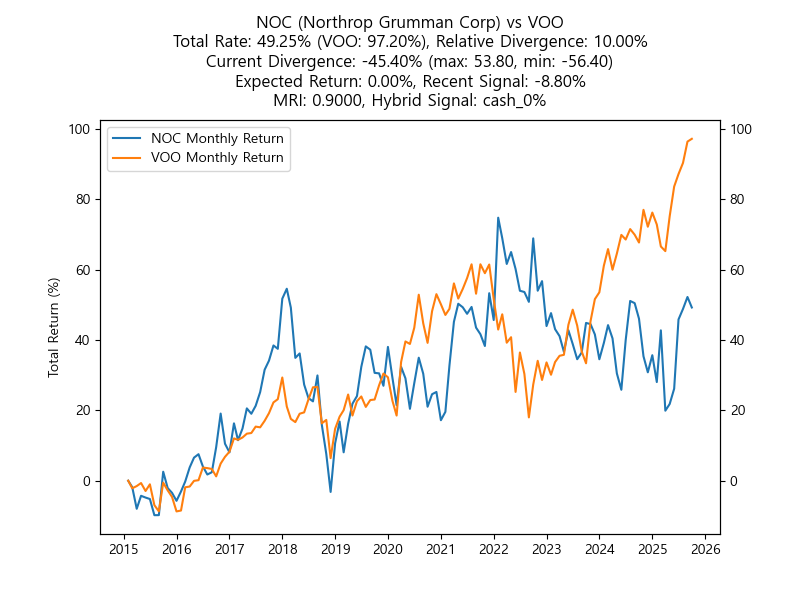 NOC (Northrop Grumman Corp) vs VOO
Total Rate: 49.25% (VOO: 97.20%), Relative Divergence: 10.00%
Current Divergence: -45.40% (max: 53.80, min: -56.40)
Expected Return: 0.00%, Recent Signal: -8.80%
MRI: 0.9000, Hybrid Signal: cash_0%
NOC Monthly Return
VOO Monthly Return
Total Return (%)
100
80
60
40
20
0
100
80
60
40
20
0
2015 2016 2017 2018 2019 2020 2021 2022 2023 2024 2025 2026